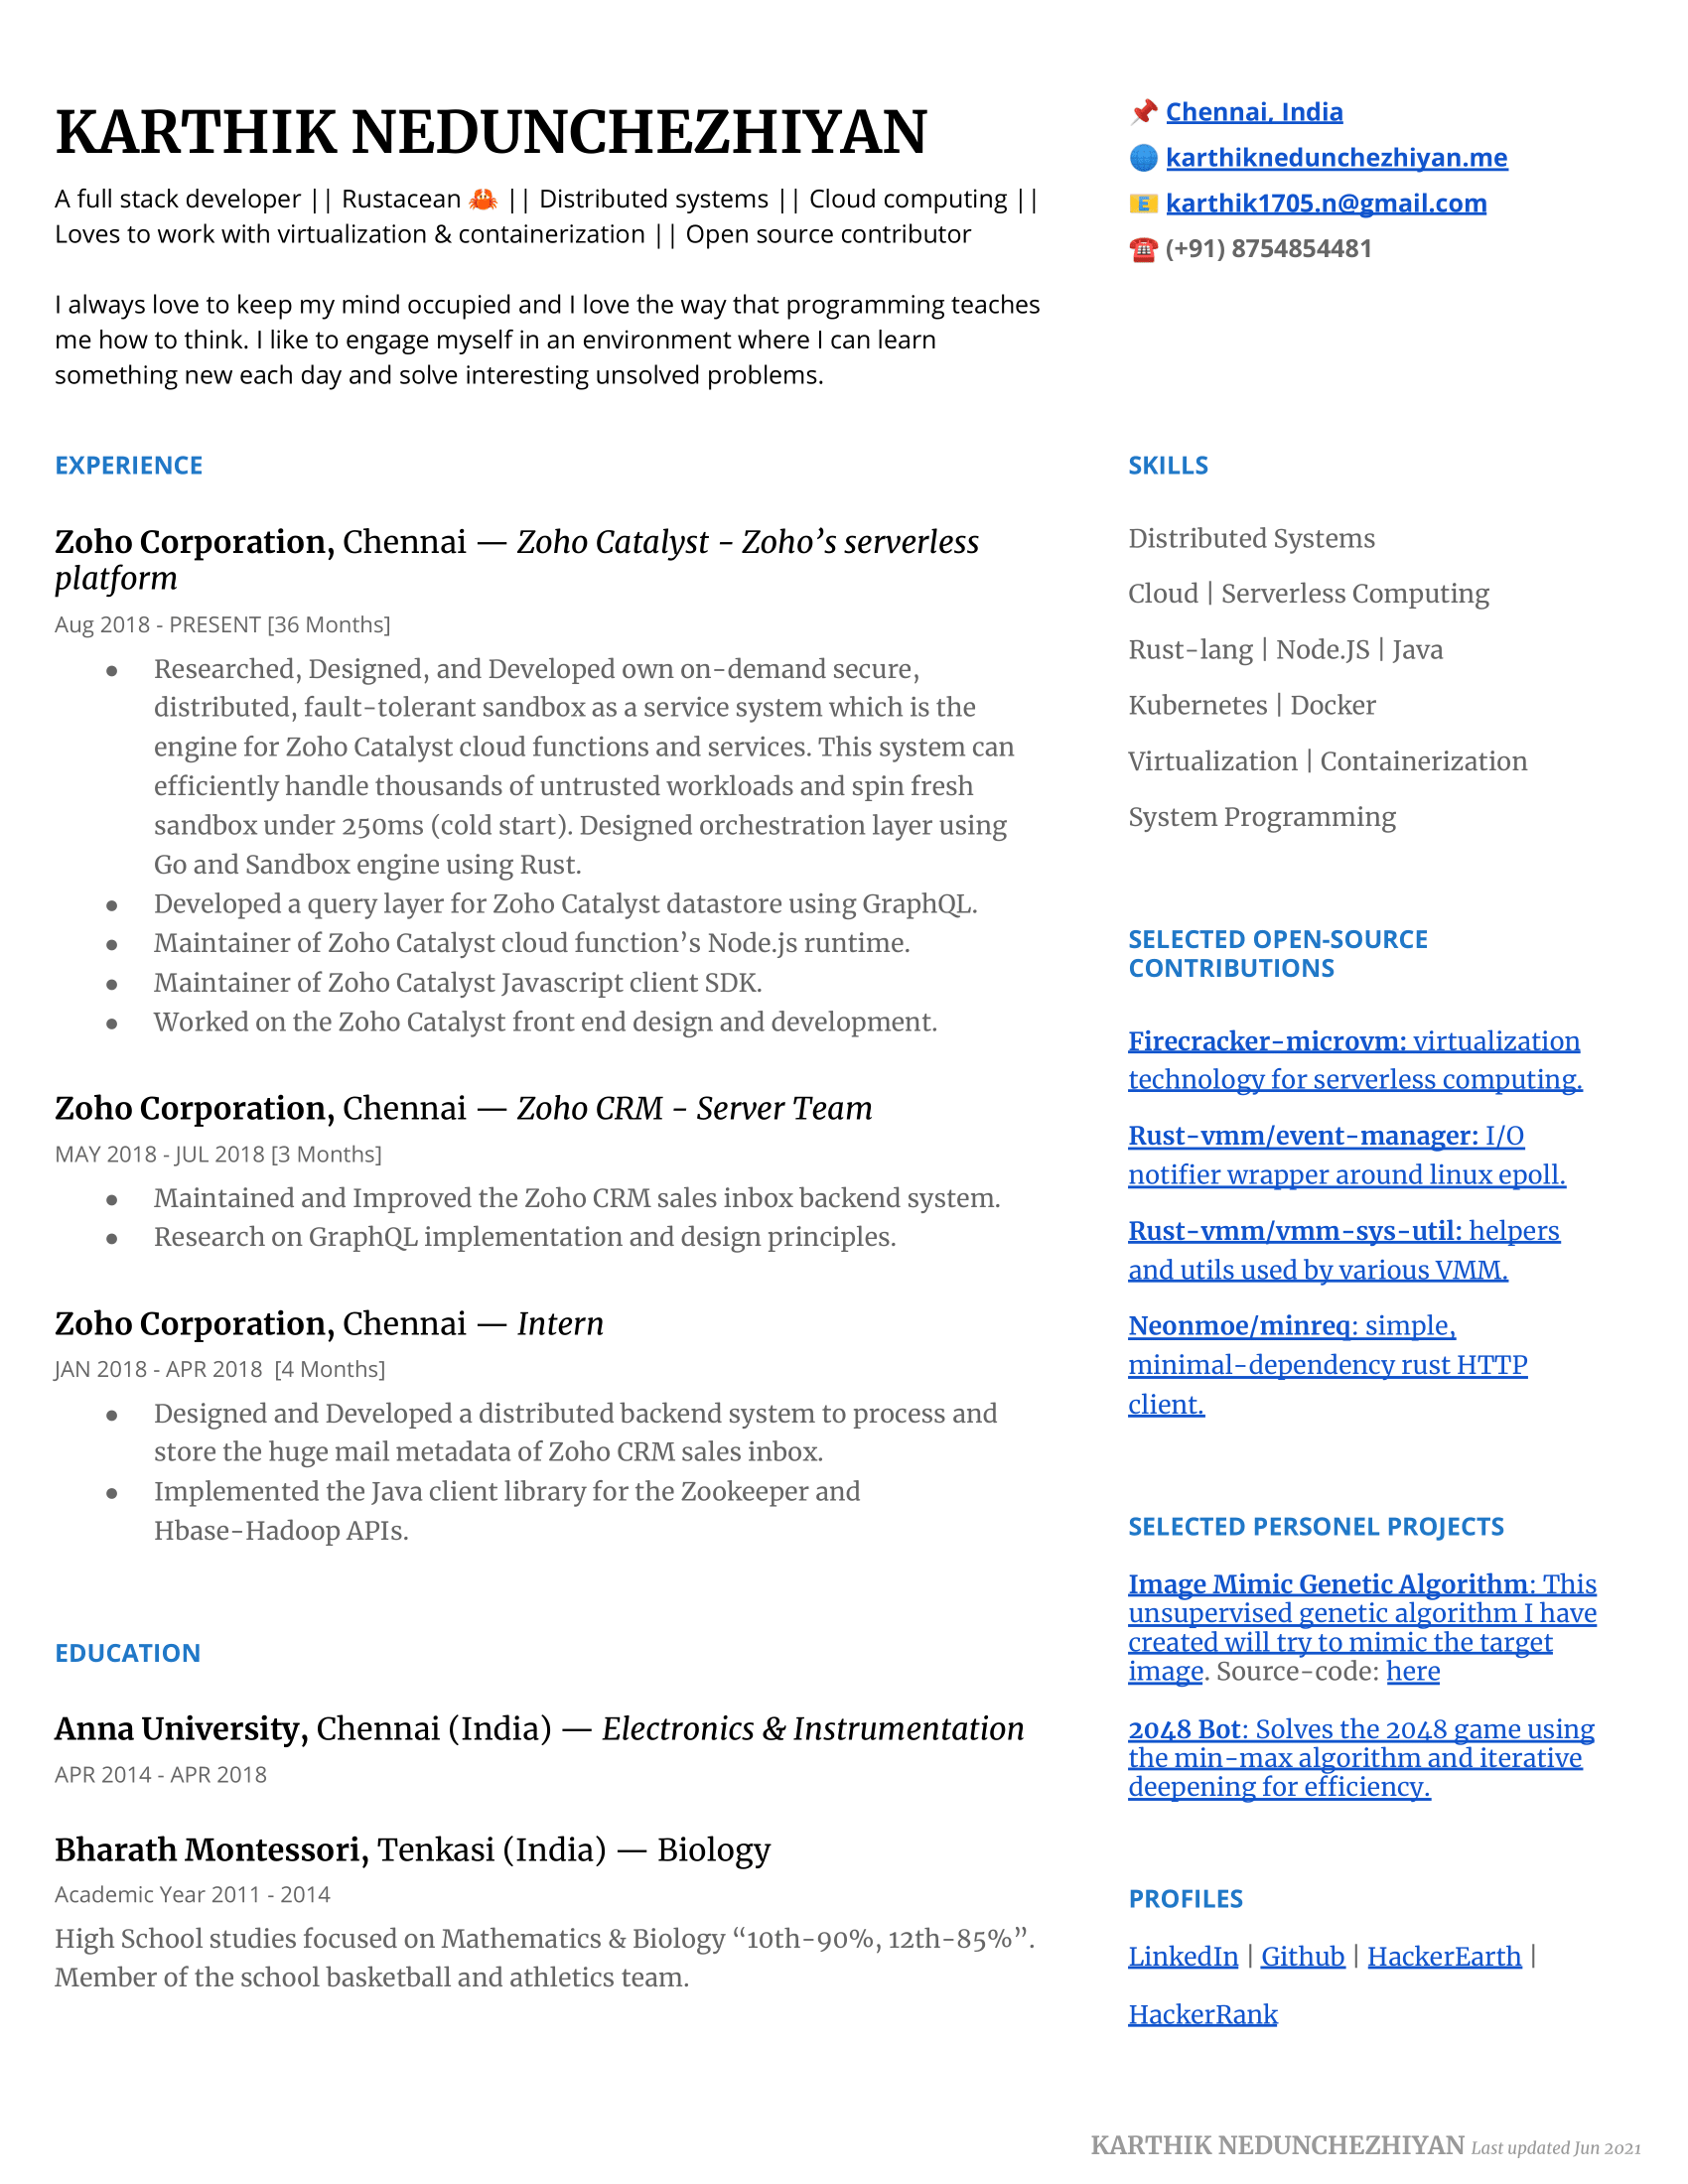 KARTHIK NEDUNCHEZHIYAN
A full stack developer || Rustacean 🦀 || Distributed systems || Cloud computing ||
Loves to work with virtualization & containerization || Open source contributor
I always love to keep my mind occupied and I love the way that programming teaches
me how to think. I like to engage myself in an environment where I can learn
something new each day and solve interesting unsolved problems.
📌 Chennai, India
🌐 karthiknedunchezhiyan.me
📧 karthik1705.n@gmail.com
☎️ (+91) 8754854481
EXPERIENCE
Zoho Corporation, Chennai — Zoho Catalyst - Zoho’s serverless
platform
Aug 2018 - PRESENT [36 Months]
● Researched, Designed, and Developed own on-demand secure,
distributed, fault-tolerant sandbox as a service system which is the
engine for Zoho Catalyst cloud functions and services. This system can
efficiently handle thousands of untrusted workloads and spin fresh
sandbox under 250ms (cold start). Designed orchestration layer using
Go and Sandbox engine using Rust.
● Developed a query layer for Zoho Catalyst datastore using GraphQL.
● Maintainer of Zoho Catalyst cloud function’s Node.js runtime.
● Maintainer of Zoho Catalyst Javascript client SDK.
● Worked on the Zoho Catalyst front end design and development.
Zoho Corporation, Chennai — Zoho CRM - Server Team
MAY 2018 - JUL 2018 [3 Months]
● Maintained and Improved the Zoho CRM sales inbox backend system.
● Research on GraphQL implementation and design principles.
Zoho Corporation, Chennai — Intern
JAN 2018 - APR 2018 [4 Months]
● Designed and Developed a distributed backend system to process and
store the huge mail metadata of Zoho CRM sales inbox.
● Implemented the Java client library for the Zookeeper and
Hbase-Hadoop APIs.
EDUCATION
Anna University, Chennai (India) — Electronics & Instrumentation
APR 2014 - APR 2018
Bharath Montessori, Tenkasi (India) — Biology
Academic Year 2011 - 2014
High School studies focused on Mathematics & Biology “10th-90%, 12th-85%”.
Member of the school basketball and athletics team.
SKILLS
Distributed Systems
Cloud | Serverless Computing
Rust-lang | Node.JS | Java
Kubernetes | Docker
Virtualization | Containerization
System Programming
SELECTED OPEN-SOURCE
CONTRIBUTIONS
Firecracker-microvm: virtualization
technology for serverless computing.
Rust-vmm/event-manager: I/O
notifier wrapper around linux epoll.
Rust-vmm/vmm-sys-util: helpers
and utils used by various VMM.
Neonmoe/minreq: simple,
minimal-dependency rust HTTP
client.
SELECTED PERSONEL PROJECTS
Image Mimic Genetic Algorithm: This
unsupervised genetic algorithm I have
created will try to mimic the target
image. Source-code: here
2048 Bot: Solves the 2048 game using
the min-max algorithm and iterative
deepening for efficiency.
PROFILES
LinkedIn | Github | HackerEarth |
HackerRank
KARTHIK NEDUNCHEZHIYAN Last updated Jun 2021